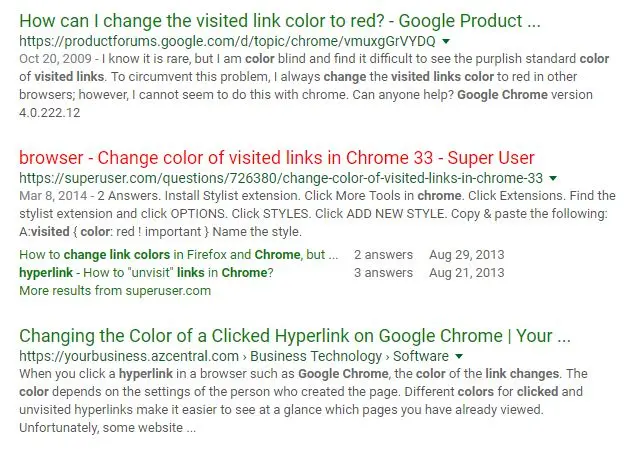 How can I change the visited link color to red? - Google Product ...
https://productforums.google.com/d/topic/chrome/vmuxgGrVYDQ
Oct 20, 2009 - I know it is rare, but I am color blind and find it difficult to see the purplish standard color
of visited links. To circumvent this problem, I always change the visited links color to red in other
browsers; however, I cannot seem to do this with chrome. Can anyone help? Google Chrome version
4.0.222.12
browser - Change color of visited links in Chrome 33 - Super User
https://superuser.com/questions/726380/change-color-of-visited-links-in-chrome-33
Mar 8, 2014 - 2 Answers. Install Stylist extension. Click More Tools in chrome. Click Extensions. Find the
stylist extension and click OPTIONS. Click STYLES. Click ADD NEW STYLE. Copy & paste the following:
A:visited { color: red ! important } Name the style.
How to change link colors in Firefox and Chrome, but ... 2 answers Aug 29, 2013
hyperlink - How to "unvisit" links in Chrome? 3 answers Aug 21, 2013
More results from superuser.com
Changing the Color of a Clicked Hyperlink on Google Chrome | Your ...
https://yourbusiness.azcentral.com › Business Technology › Software
When you click a hyperlink in a browser such as Google Chrome, the color of the link changes. The
color depends on the settings of the person who created the page. Different colors for clicked and
unvisited hyperlinks make it easier to see at a glance which pages you have already viewed.
Unfortunately, some website ...